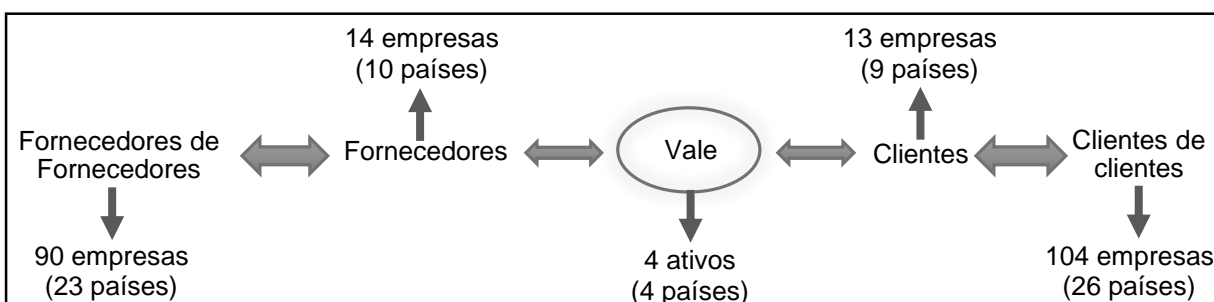 14 empresas
(10 países)
13 empresas
(9 países)
Fornecedores de
Fornecedores
Fornecedores
Vale
Clientes
Clientes de
clientes
90 empresas
(23 países)
4 ativos
(4 países)
104 empresas
(26 países)